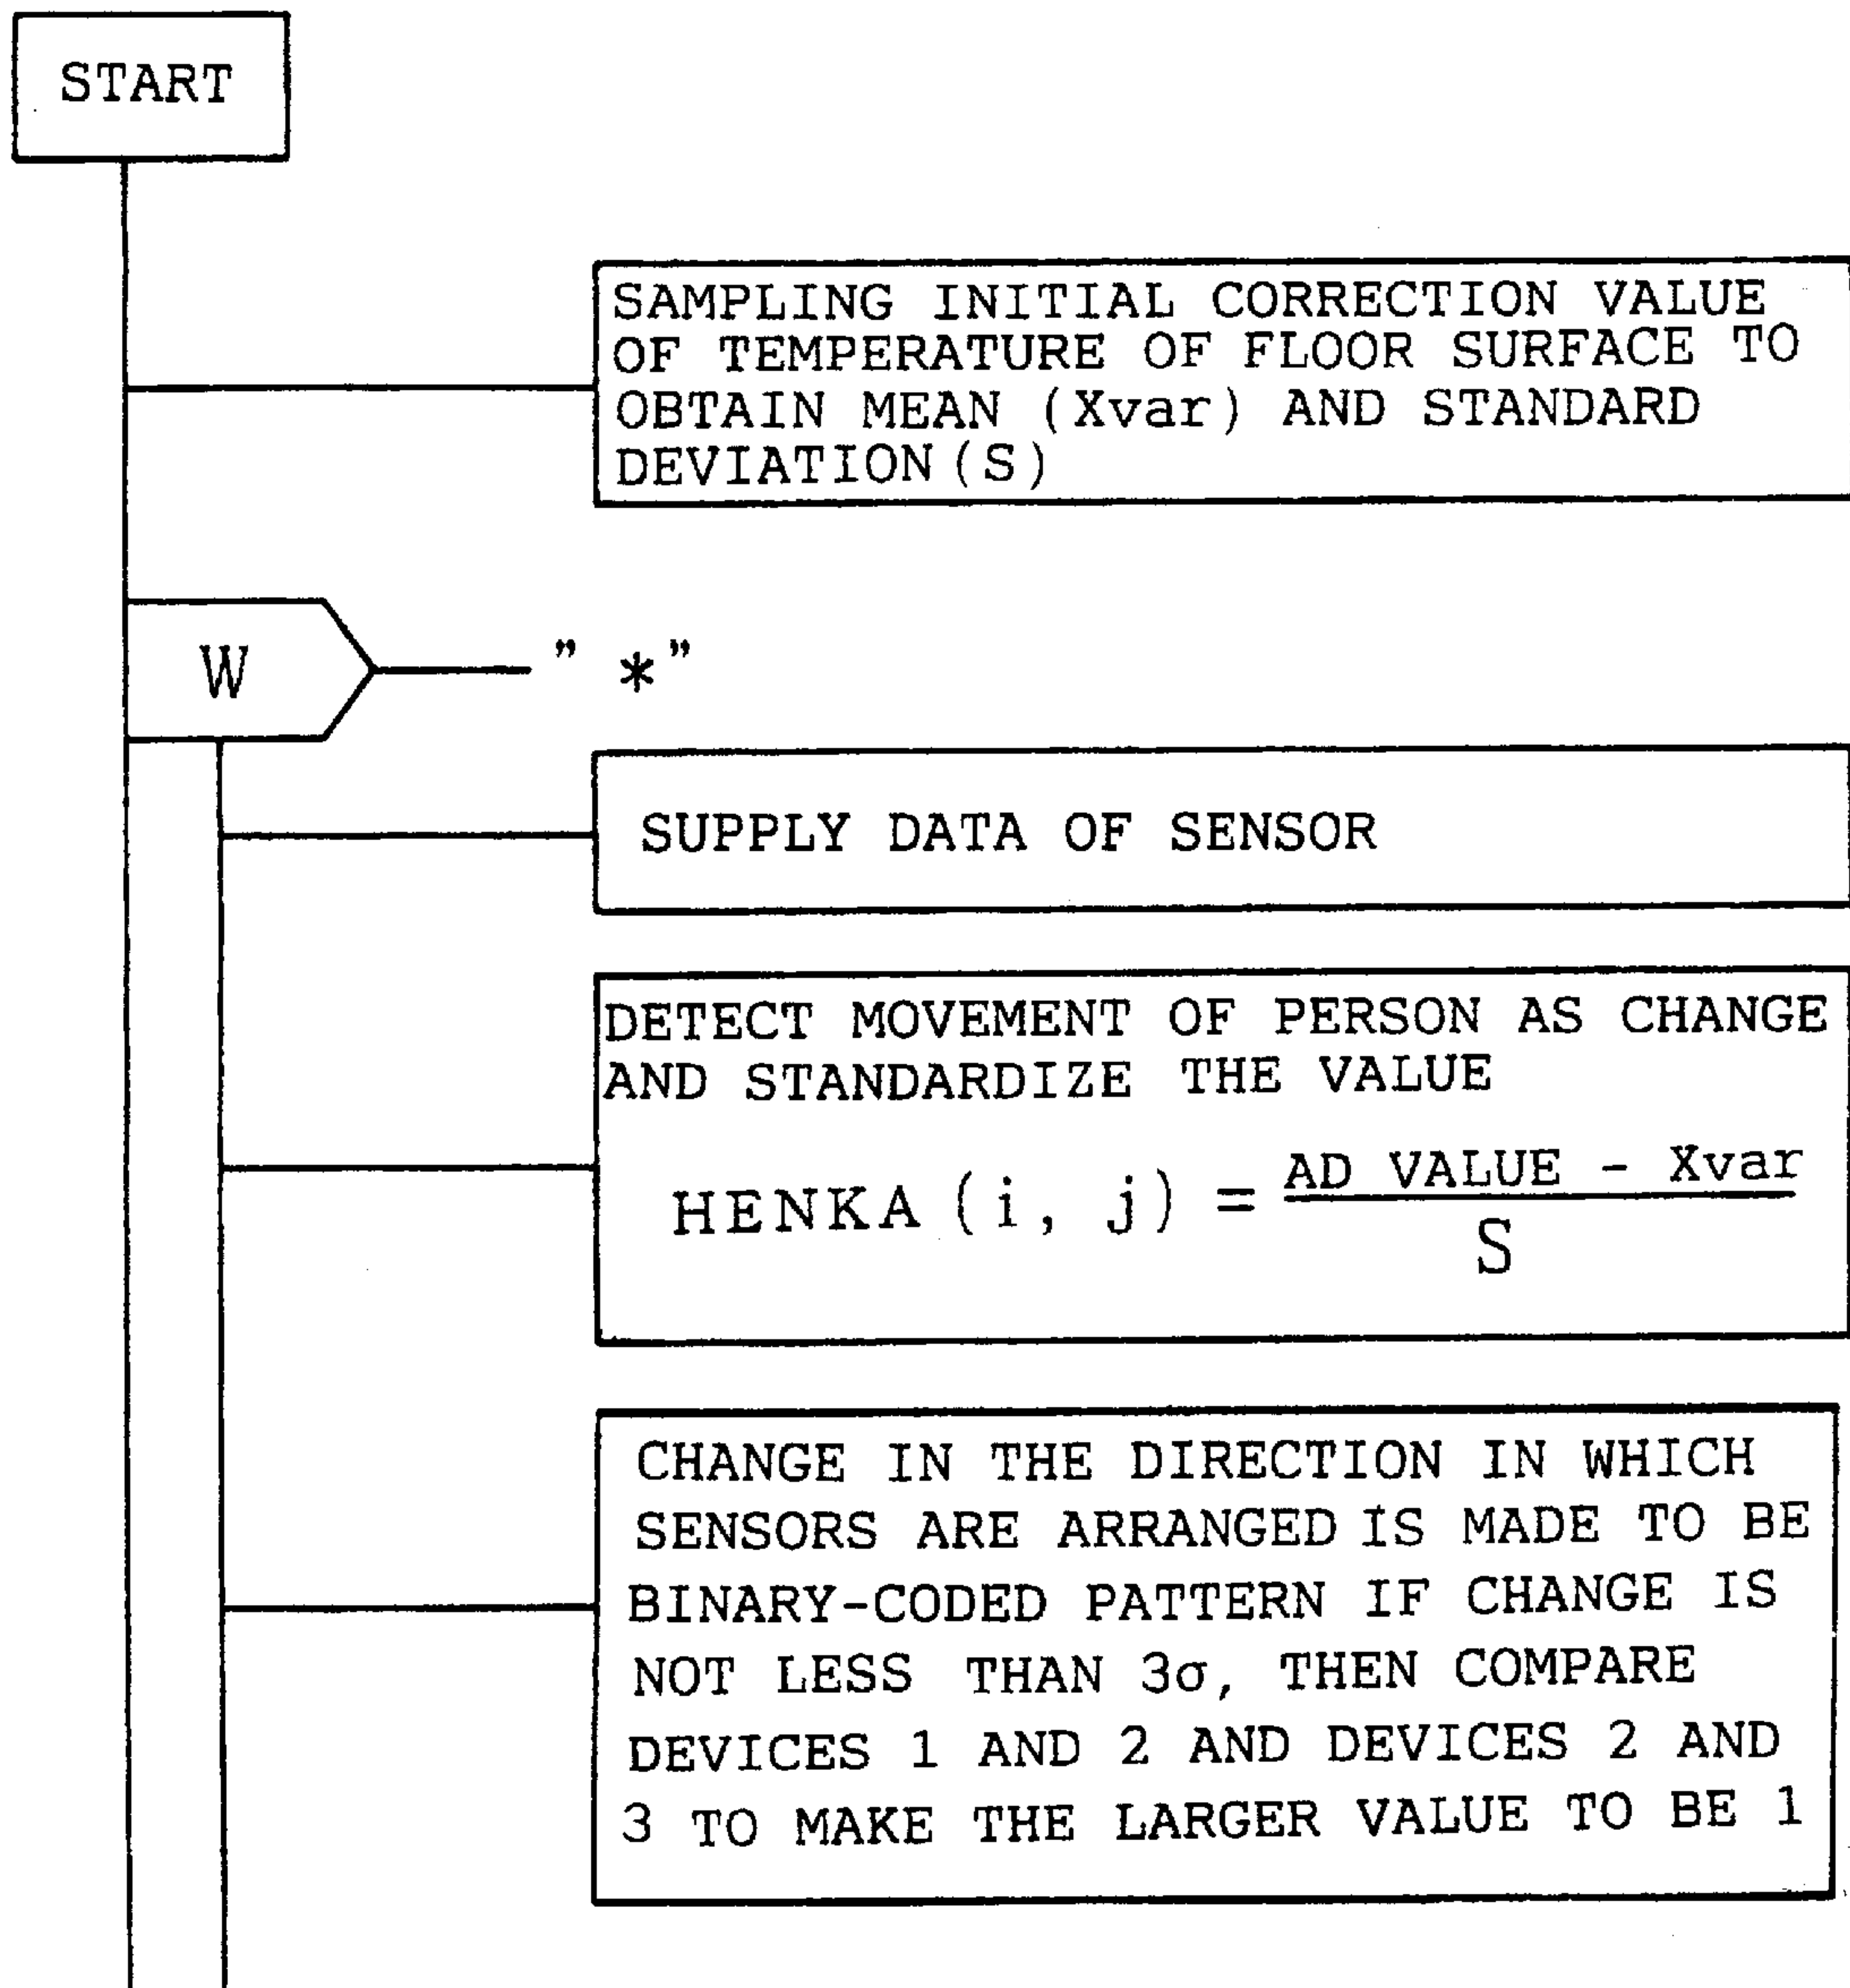 START
SAMPLING INITIAL CORRECTION VALUE
OF TEMPERATURE OF FLOOR SURFACE TO
OBTAIN MEAN (Xvar) AND STANDARD
DEVIATION(S)
W
” *”
SUPPLY DATA OF SENSOR
DETECT MOVEMENT OF PERSON AS CHANGE
AND STANDARDIZE THE VALUE
HENKA (i, j) = AD VALUE - Xvar
S
CHANGE IN THE DIRECTION IN WHICH
SENSORS ARE ARRANGED IS MADE TO BE
BINARY-CODED PATTERN IF CHANGE IS
NOT LESS THAN 3σ, THEN COMPARE
DEVICES 1 AND 2 AND DEVICES 2 AND
3 TO MAKE THE LARGER VALUE TO BE 1